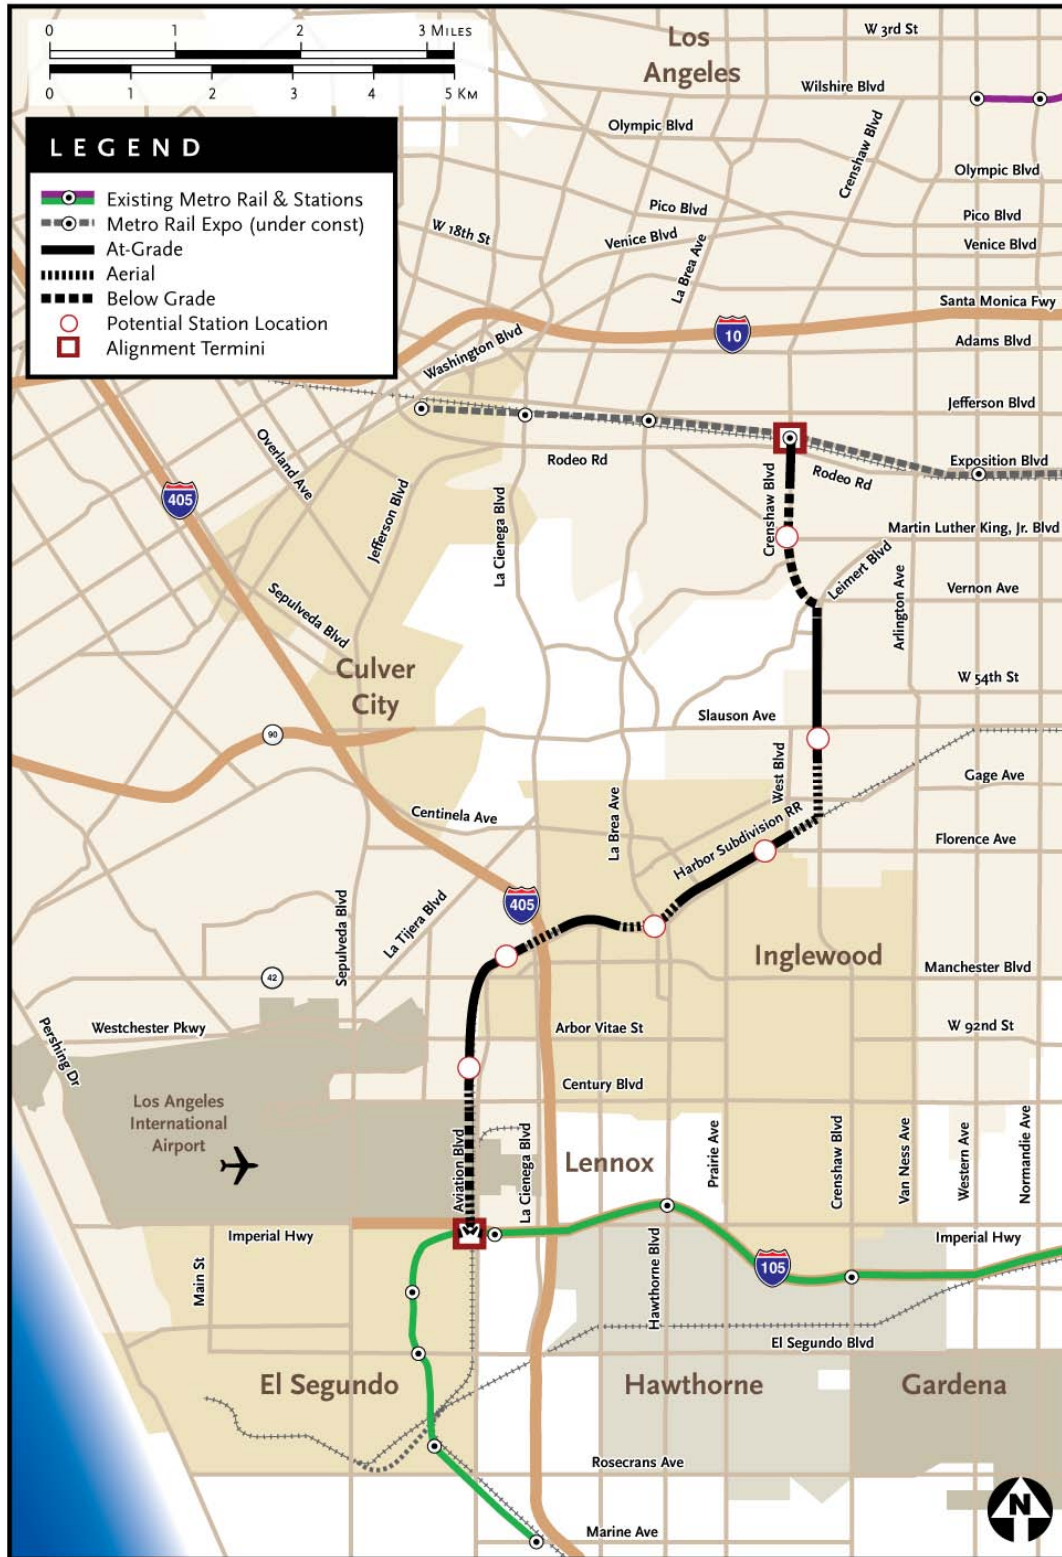 0 1 2 3 MILES
0 1 2 3 4 5 KM
LEGEND
Existing Metro Rail & Stations
Metro Rail Expo (under const)
At-Grade
Aerial
Below Grade
Potential Station Location
Alignment Termini
Los
Angeles
W 3rd St
Wilshire Blvd
Olympic Blvd
Crenshaw Blvd
Olympic Blvd
Pico Blvd
Pico Blvd
W 18th St
Venice Blvd
Venice Blvd
La Brea Ave
Santa Monica Fwy
10
Washington Blvd
Adams Blvd
Jefferson Blvd
Overland Ave
Rodeo Rd
Rodeo Rd
Exposition Blvd
405
Jefferson Blvd
La Cienega Blvd
Crenshaw Blvd
Martin Luther King, Jr. Blvd
Leimert Blvd
Arlington Ave
Vernon Ave
Sepulveda Blvd
Culver
City
W 54th St
Slauson Ave
90
West Blvd
Gage Ave
Centinela Ave
La Brea Ave
Harbor Subdivision RR
Florence Ave
405
Sepulveda Blvd
La Tijera Blvd
Inglewood
42
Manchester Blvd
Pershing Dr
Westchester Pkwy
Arbor Vitae St
W 92nd St
Century Blvd
Los Angeles
International
Airport
Aviation Blvd
La Cienega Blvd
Lennox
Prairie Ave
Crenshaw Blvd
Van Ness Ave
Western Ave
Normandie Ave
Imperial Hwy
Imperial Hwy
Main St
Hawthorne Blvd
105
El Segundo Blvd
El Segundo
Hawthorne
Gardena
Rosecrans Ave
Marine Ave
N